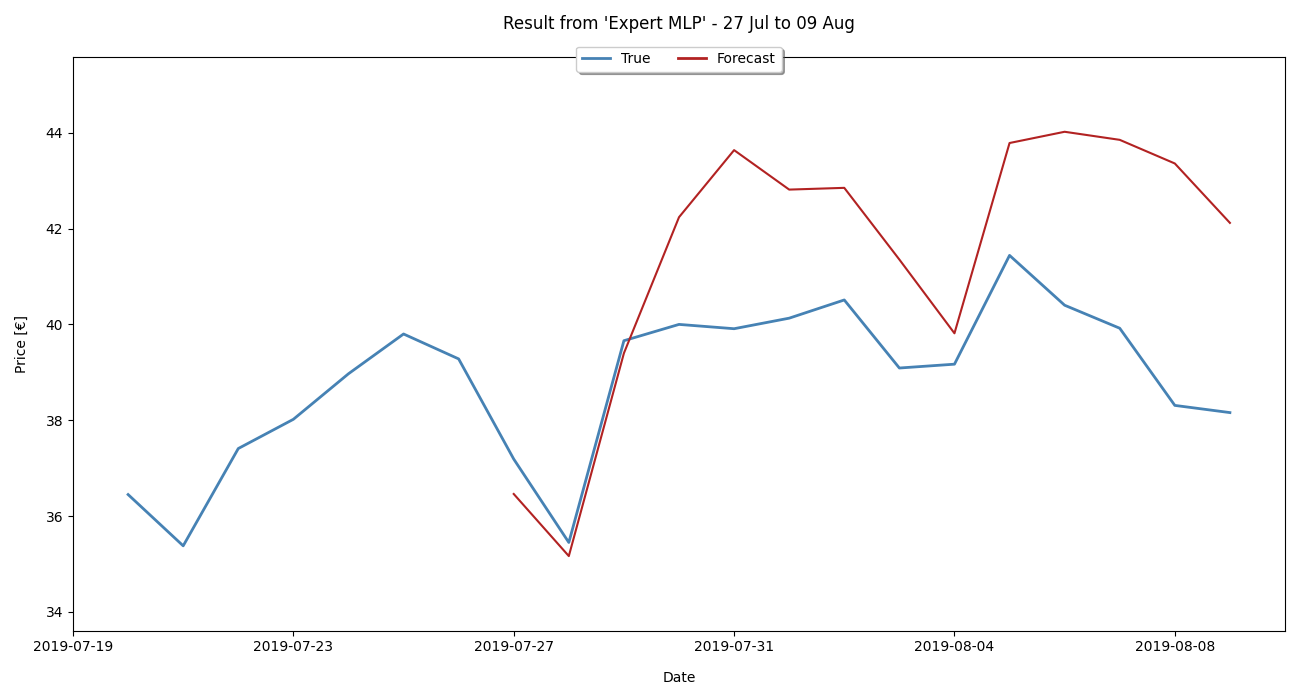 Result from 'Expert MLP' - 27 Jul to 09 Aug
True Forecast
44
42
40
38
36
34
Price [€]
2019-07-19 2019-07-23 2019-07-27 2019-07-31 2019-08-04 2019-08-08
Date